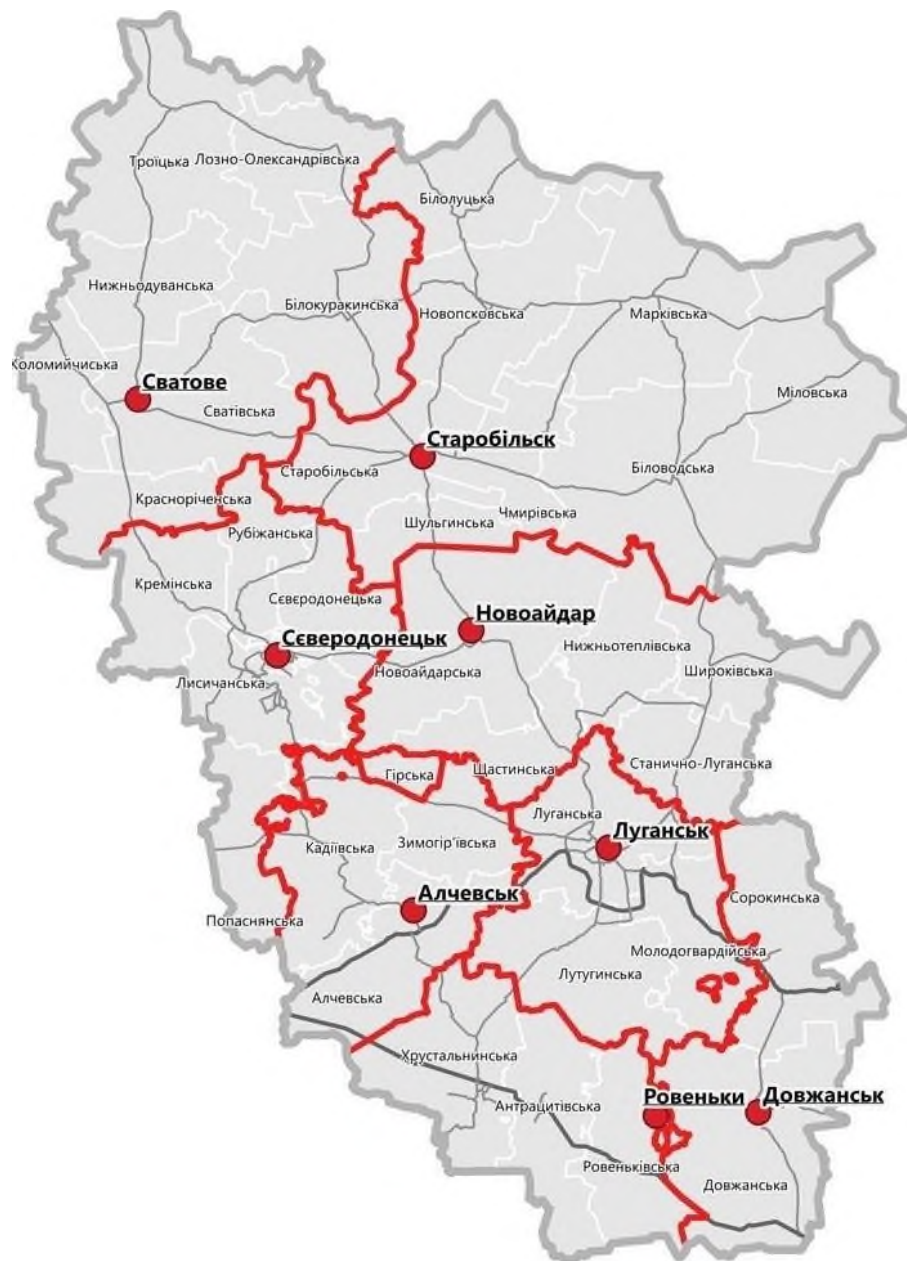 Троїцька
Лозно-Олександрівська
Білолуцька
Нижньодуванська
Білокуракинська
Новопсковська
Марківська
Коломийчиська
Сватове
Міловська
Сватівська
Старобільск
Старобільська
Біловодська
Красноріченська
Чмирівська
Шульгинська
Рубіжанська
Кремінська
Сєвєродонецька
Новоайдар
Сєверодонецьк
Нижньотеплівська
Новоайдарська
Широківська
Лисичанська
Гірська
Щастинська
Станично-Луганська
Луганська
Луганськ
Кадіївська
Зимогір'ївська
Алчевськ
Сорокинська
Попаснянська
Молодогвардійська
Лутугинська
Алчевська
Хрустальнинська
Ровеньки
Довжанськ
Антрацитівська
Ровеньківська
Довжанська